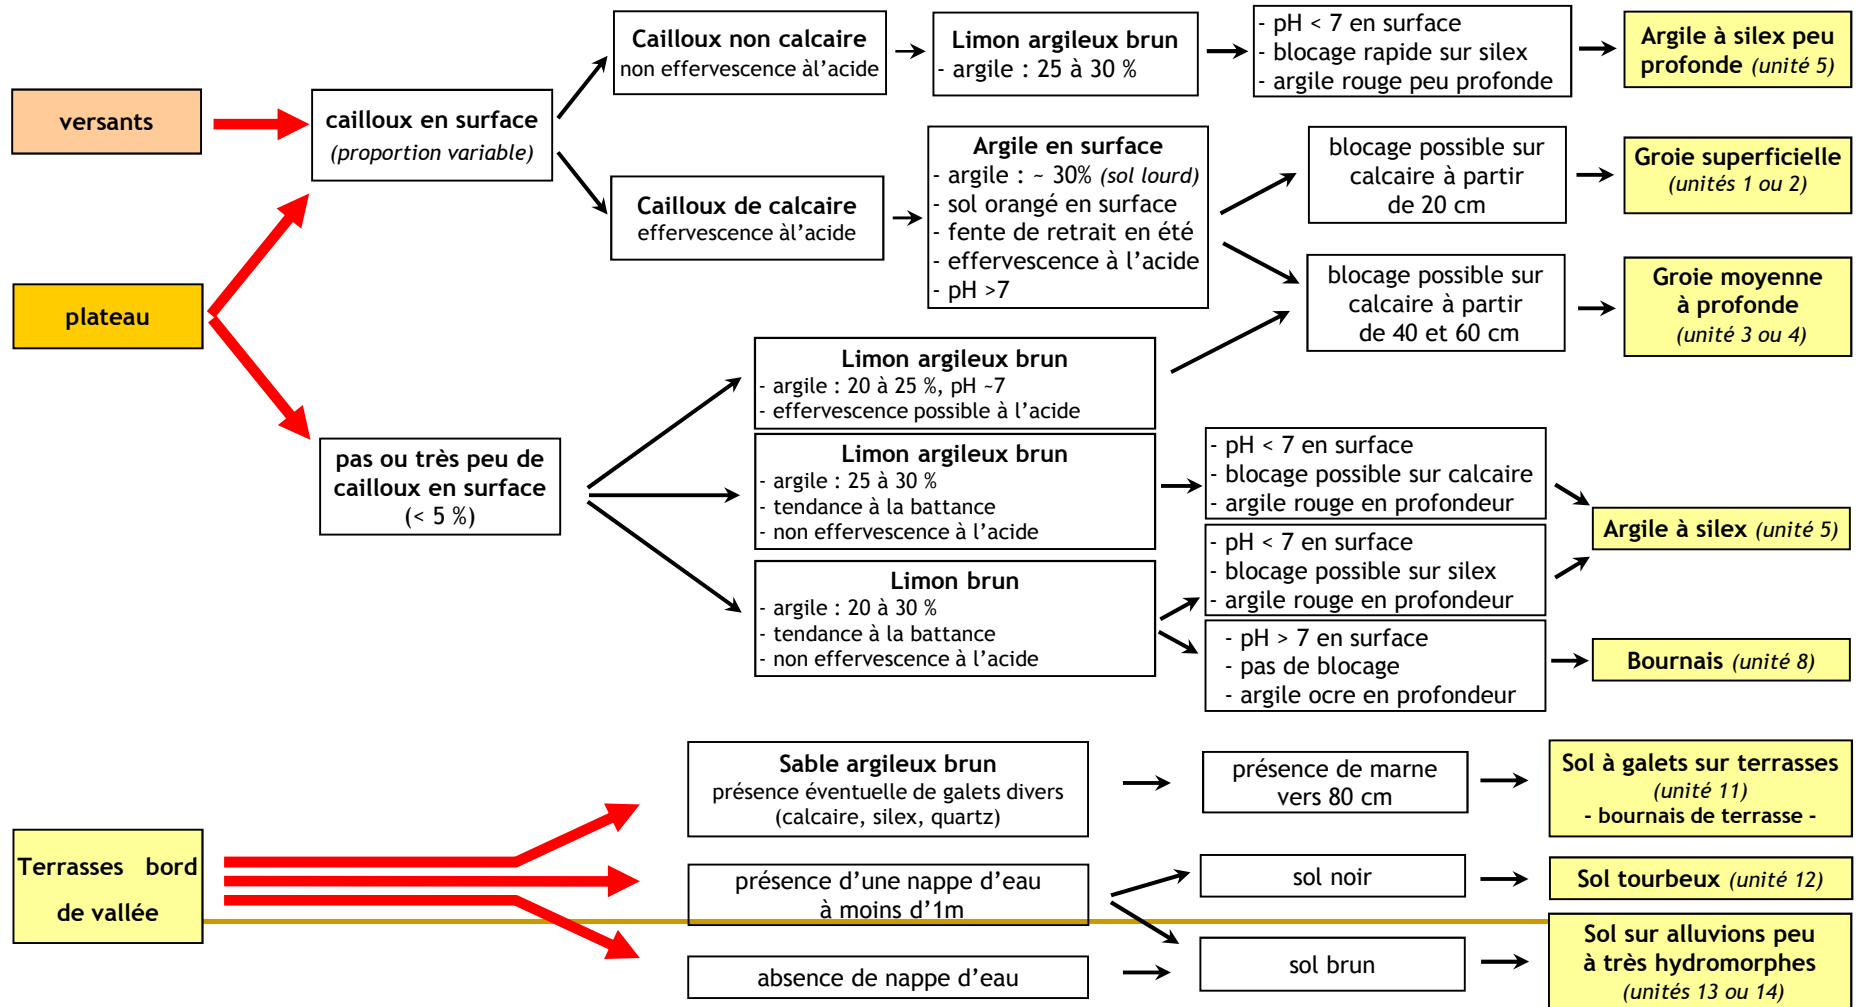 versants
plateau
cailloux en surface
(proportion variable)
pas ou très peu de
cailloux en surface
(< 5 %)
Cailloux non calcaire
non effervescence àl'acide
Cailloux de calcaire
effervescence àl'acide
Limon argileux brun
- argile : 25 à 30 %
- pH < 7 en surface
- blocage rapide sur silex
- argile rouge peu profonde
Argile à silex peu
profonde (unité 5)
Argile en surface
- argile : ~ 30% (sol lourd)
- sol orangé en surface
- fente de retrait en été
- effervescence à l'acide
- pH >7
blocage possible sur
calcaire à partir
de 20 cm
Groie superficielle
(unités 1 ou 2)
blocage possible sur
calcaire à partir
de 40 et 60 cm
Groie moyenne
à profonde
(unité 3 ou 4)
Limon argileux brun
- argile : 20 à 25 %, pH ~7
- effervescence possible à l'acide
Limon argileux brun
- argile : 25 à 30 %
- tendance à la battance
- non effervescence à l'acide
Limon brun
- argile : 20 à 30 %
- tendance à la battance
- non effervescence à l'acide
- pH < 7 en surface
- blocage possible sur calcaire
- argile rouge en profondeur
- pH < 7 en surface
- blocage possible sur silex
- argile rouge en profondeur
- pH > 7 en surface
- pas de blocage
- argile ocre en profondeur
Argile à silex (unité 5)
Bournais (unité 8)
Terrasses bord
de vallée
Sable argileux brun
présence éventuelle de galets divers
(calcaire, silex, quartz)
présence de marne
vers 80 cm
Sol à galets sur terrasses
(unité 11)
- bournais de terrasse -
présence d'une nappe d'eau
à moins d'1m
sol noir
Sol tourbeux (unité 12)
absence de nappe d'eau
sol brun
Sol sur alluvions peu
à très hydromorphes
(unités 13 ou 14)